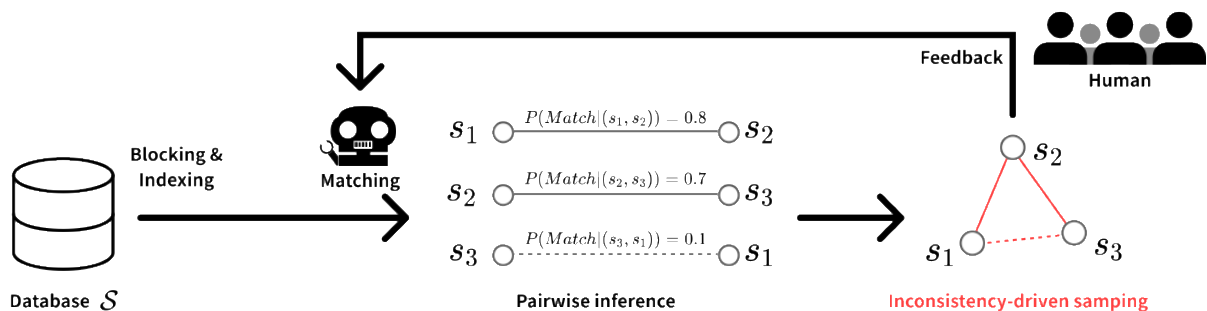 Feedback
Human
Blocking &
Indexing
Matching
s₁ P(Match|(s₁, s₂)) = 0.8 s₂
s₂ P(Match|(s₂, s₃)) = 0.7 s₃
s₃ P(Match|(s₃, s₁)) = 0.1 s₁
s₂
s₁
s₃
Database 𝒮
Pairwise inference
Inconsistency-driven sampling